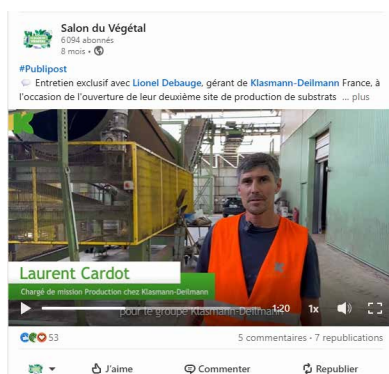 Salon du Végétal
6 094 abonnés
8 mois •
#Publipost
Entretien exclusif avec Lionel Debauge, gérant de Klasmann-Deilmann France, à
l'occasion de l'ouverture de leur deuxième site de production de substrats ... plus
Laurent Cardot
Chargé de mission Production chez Klasmann-Deilmann
1:20 1x
pour le groupe Klasmann-Deilmann
53 5 commentaires • 7 republications
J'aime Commenter Republier